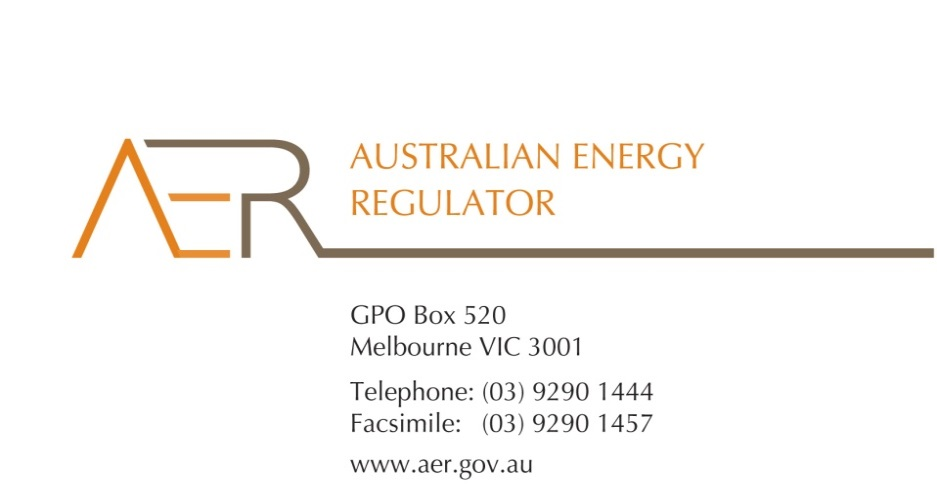 AER
AUSTRALIAN ENERGY
REGULATOR
GPO Box 520
Melbourne VIC 3001
Telephone: (03) 9290 1444
Facsimile: (03) 9290 1457
www.aer.gov.au